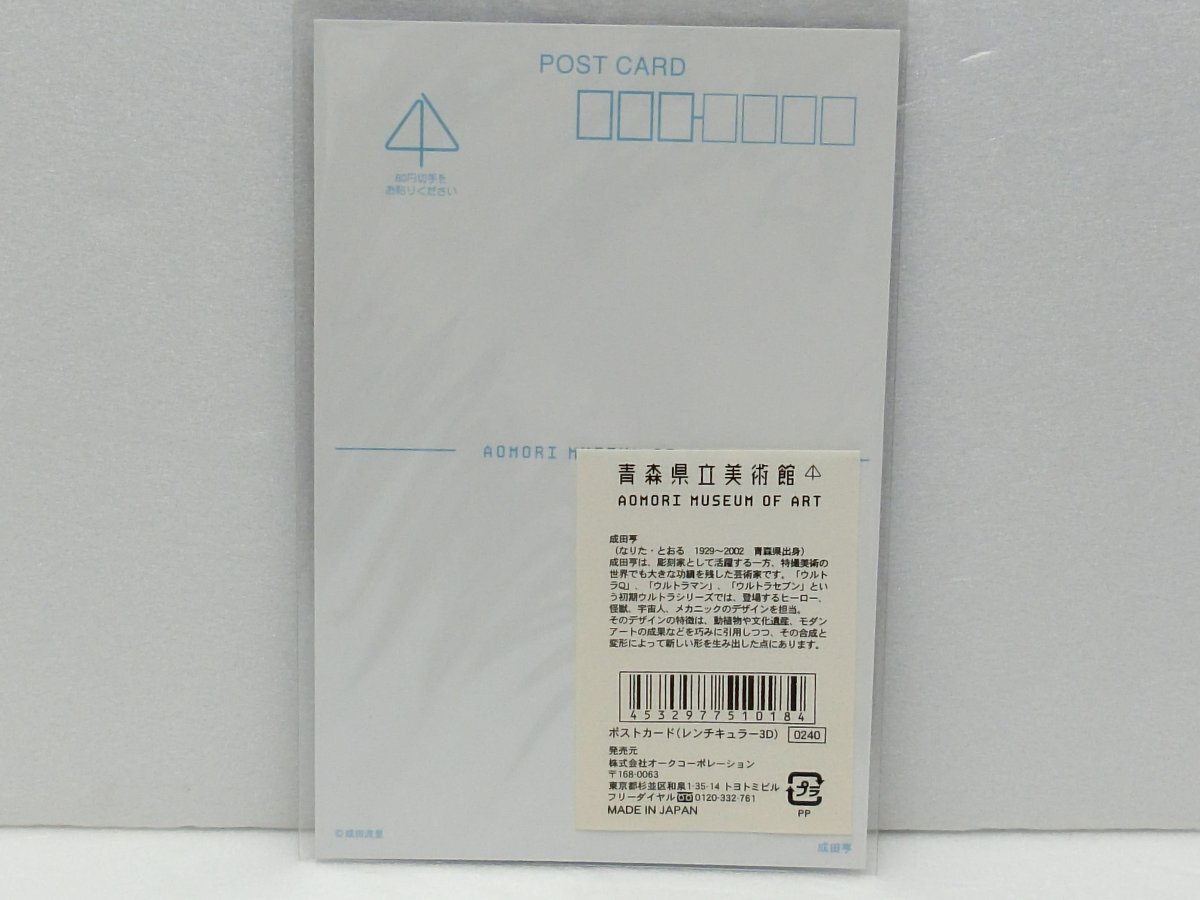 POST CARD
80円切手を
お貼りください
AOMORI MUSEUM OF
青森県立美術館
AOMORI MUSEUM OF ART
成田亨
(なりた・とおる 1929～2002 青森県出身)
成田亨は、彫刻家として活躍する一方、特撮美術の
世界でも大きな功績を残した芸術家です。「ウルト
ラQ」、「ウルトラマン」、「ウルトラセブン」とい
う初期ウルトラシリーズでは、登場するヒーロー、
怪獣、宇宙人、メカニックのデザインを担当。
そのデザインの特徴は、動植物や文化遺産、モダン
アートの成果などを巧みに引用しつつ、その合成と
変形によって新しい形を生み出した点にあります。
4532977510184
ポストカード(レンチキュラー3D) 0240
発売元
株式会社オークコーポレーション
〒168-0063
東京都杉並区和泉1-35-14 トヨトミビル
フリーダイヤル 0120-332-761
MADE IN JAPAN
プラ
PP
©成田流里
成田亨